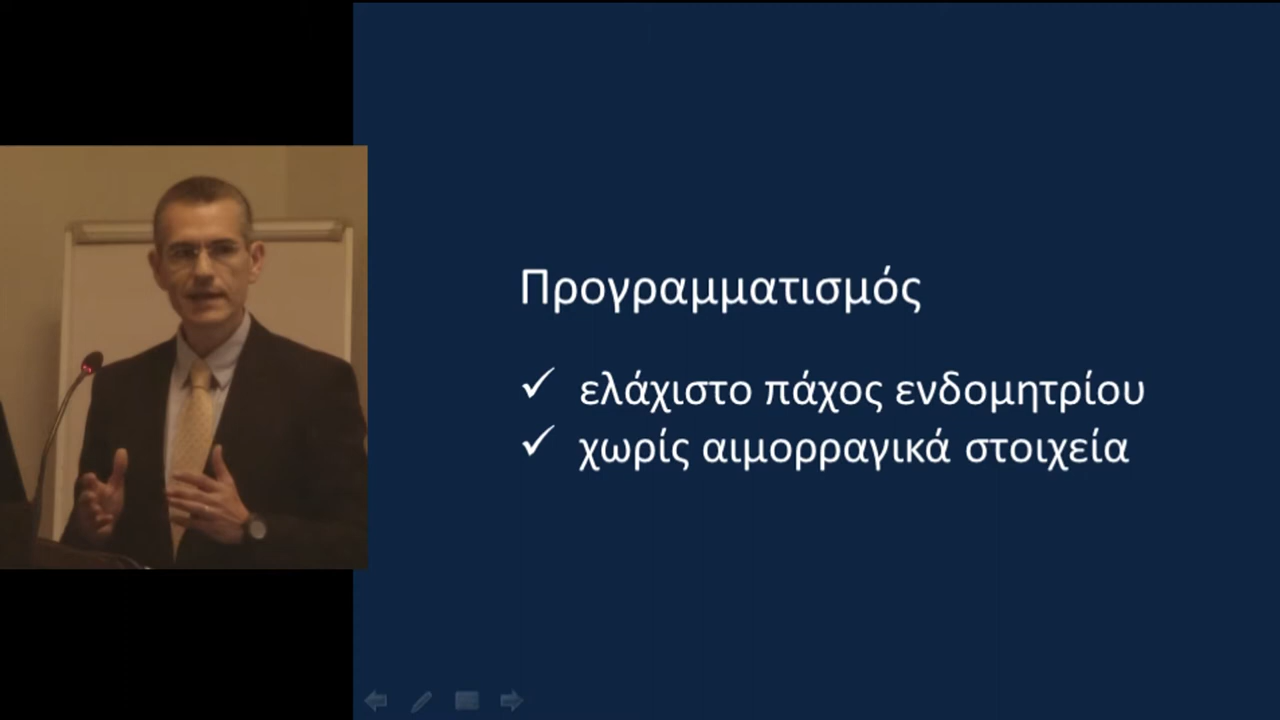 Προγραμματισμός
✓ ελάχιστο πάχος ενδομητρίου
✓ χωρίς αιμορραγικά στοιχεία